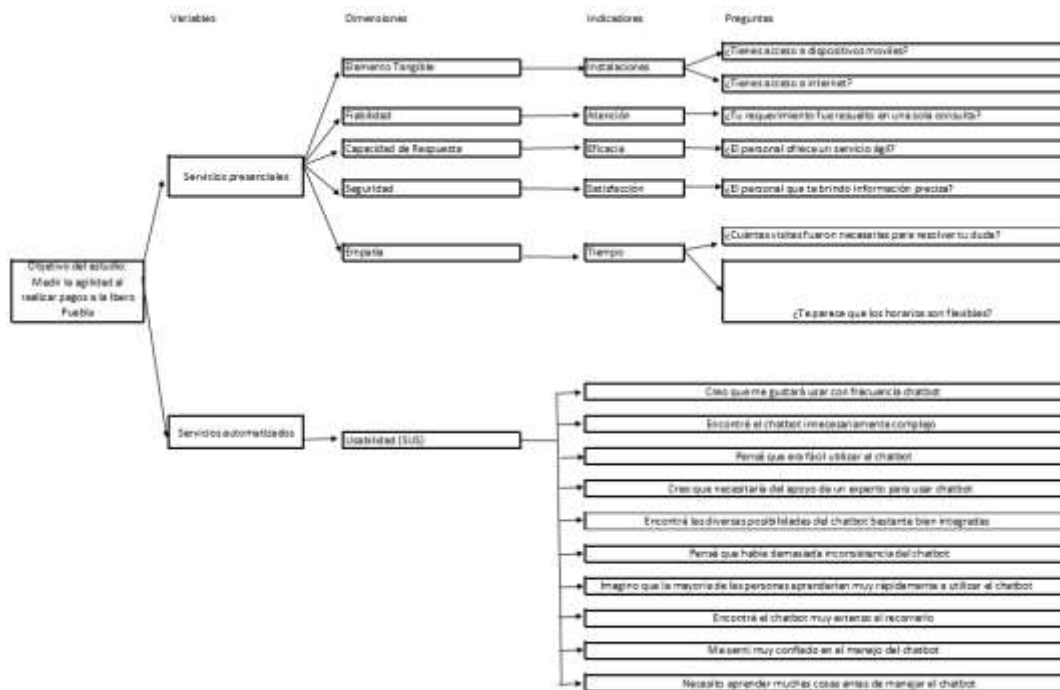 Variables Dimensiones Indicadores Preguntas
¿Tienes acceso a dispositivos moviles?
Elemento Tangible Instalaciones
¿Tienes acceso a internet?
Fiabilidad Atención ¿Tu requerimiento fue resuelto en una sola consulta?
Capacidad de Respuesta Eficacia ¿El personal ofrece un servicio ágil?
Servicios presenciales
Seguridad Satisfacción ¿El personal que te brindo información precisa?
¿Cuántas visitas fueron necesarias para resolver tu duda?
Empatía Tiempo
Objetivo del estudio:
Medir la agilidad al
realizar pagos a la Ibero
Puebla
¿Te parece que los horarios son flexibles?
Creo que me gustará usar con frecuencia chatbot
Encontré el chatbot innecesariamente complejo
Servicios automatizados Usabilidad (SUS)
Pensé que era fácil utilizar el chatbot
Creo que necesitaría del apoyo de un experto para usar chatbot
Encontré las diversas posibilidades del chatbot bastante bien integradas
Pensé que había demasiada inconsistencia del chatbot
Imagino que la mayoría de las personas aprenderían muy rápidamente a utilizar el chatbot
Encontré el chatbot muy extenso al recorrerlo
Me sentí muy confiado en el manejo del chatbot
Necesito aprender muchas cosas antes de manejar el chatbot